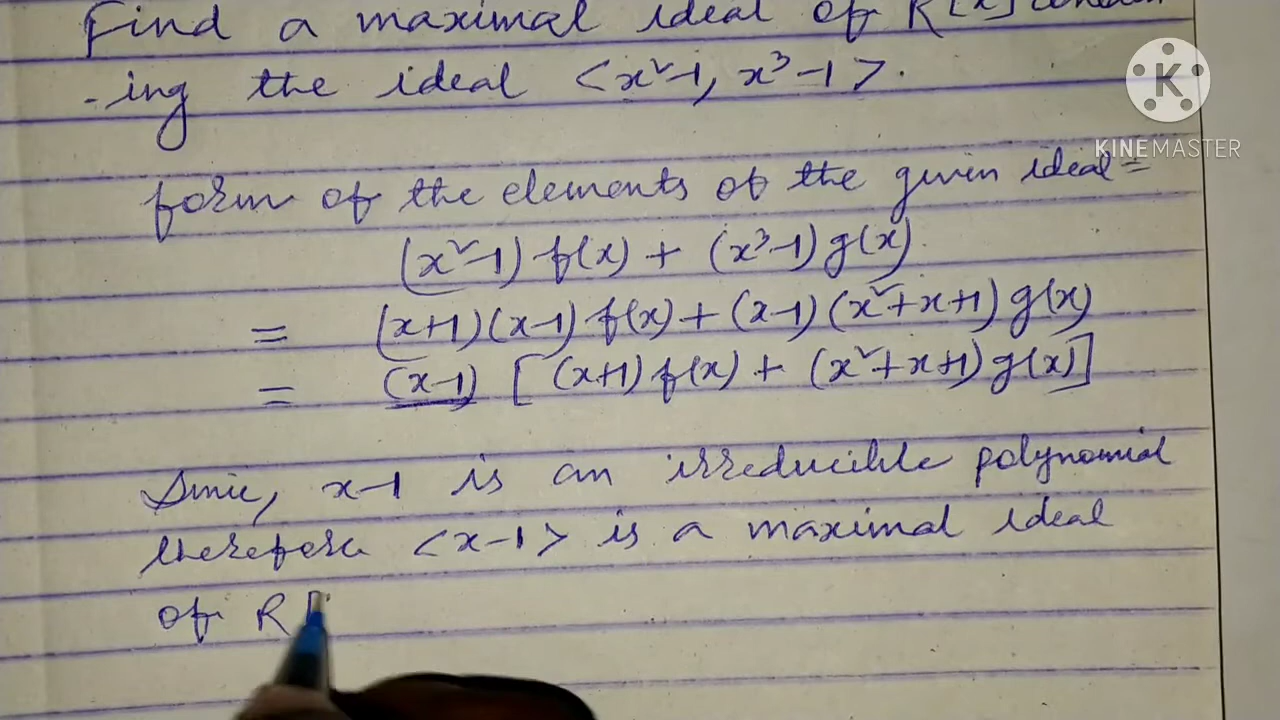 Find a maximal ideal of R[x] contain
-ing the ideal <x²-1, x³-1>.
K
KINEMASTER
form of the elements of the given ideal =
(x²-1) f(x) + (x³-1) g(x).
= (x+1)(x-1) f(x) + (x-1) (x²+x+1) g(x)
= (x-1) [ (x+1) f(x) + (x²+x+1) g(x)]
Since, x-1 is an irreducible polynomial
therefore <x-1> is a maximal ideal
of R[